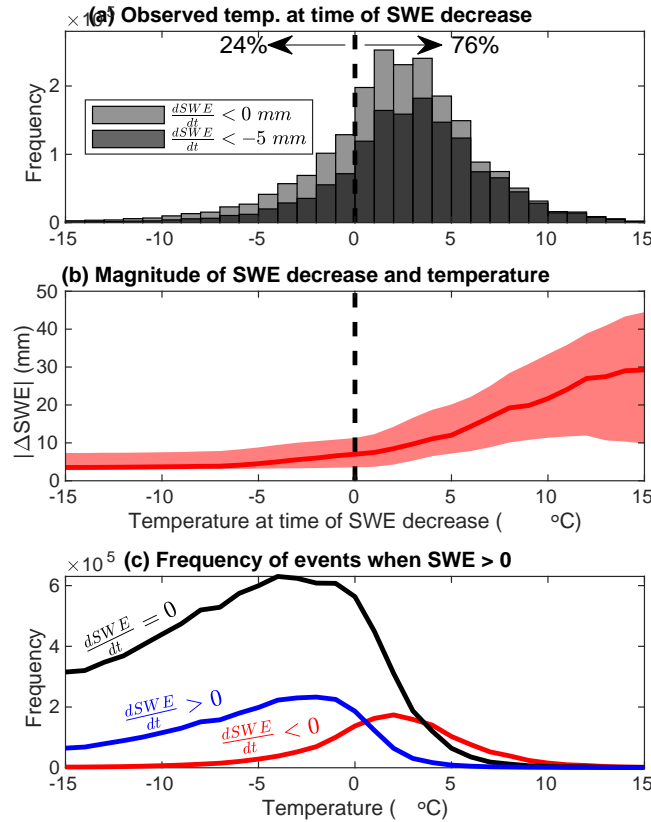 ×10^5
(a) Observed temp. at time of SWE decrease
24% 76%
dSWE/dt < 0 mm
dSWE/dt < −5 mm
Frequency
2
1
0
-15 -10 -5 0 5 10 15
(b) Magnitude of SWE decrease and temperature
|ΔSWE| (mm)
50
40
30
20
10
0
-15 -10 -5 0 5 10 15
Temperature at time of SWE decrease ( oC)
×10^5
(c) Frequency of events when SWE > 0
Frequency
6
4
2
0
dSWE/dt = 0
dSWE/dt > 0
dSWE/dt < 0
-15 -10 -5 0 5 10 15
Temperature ( oC)